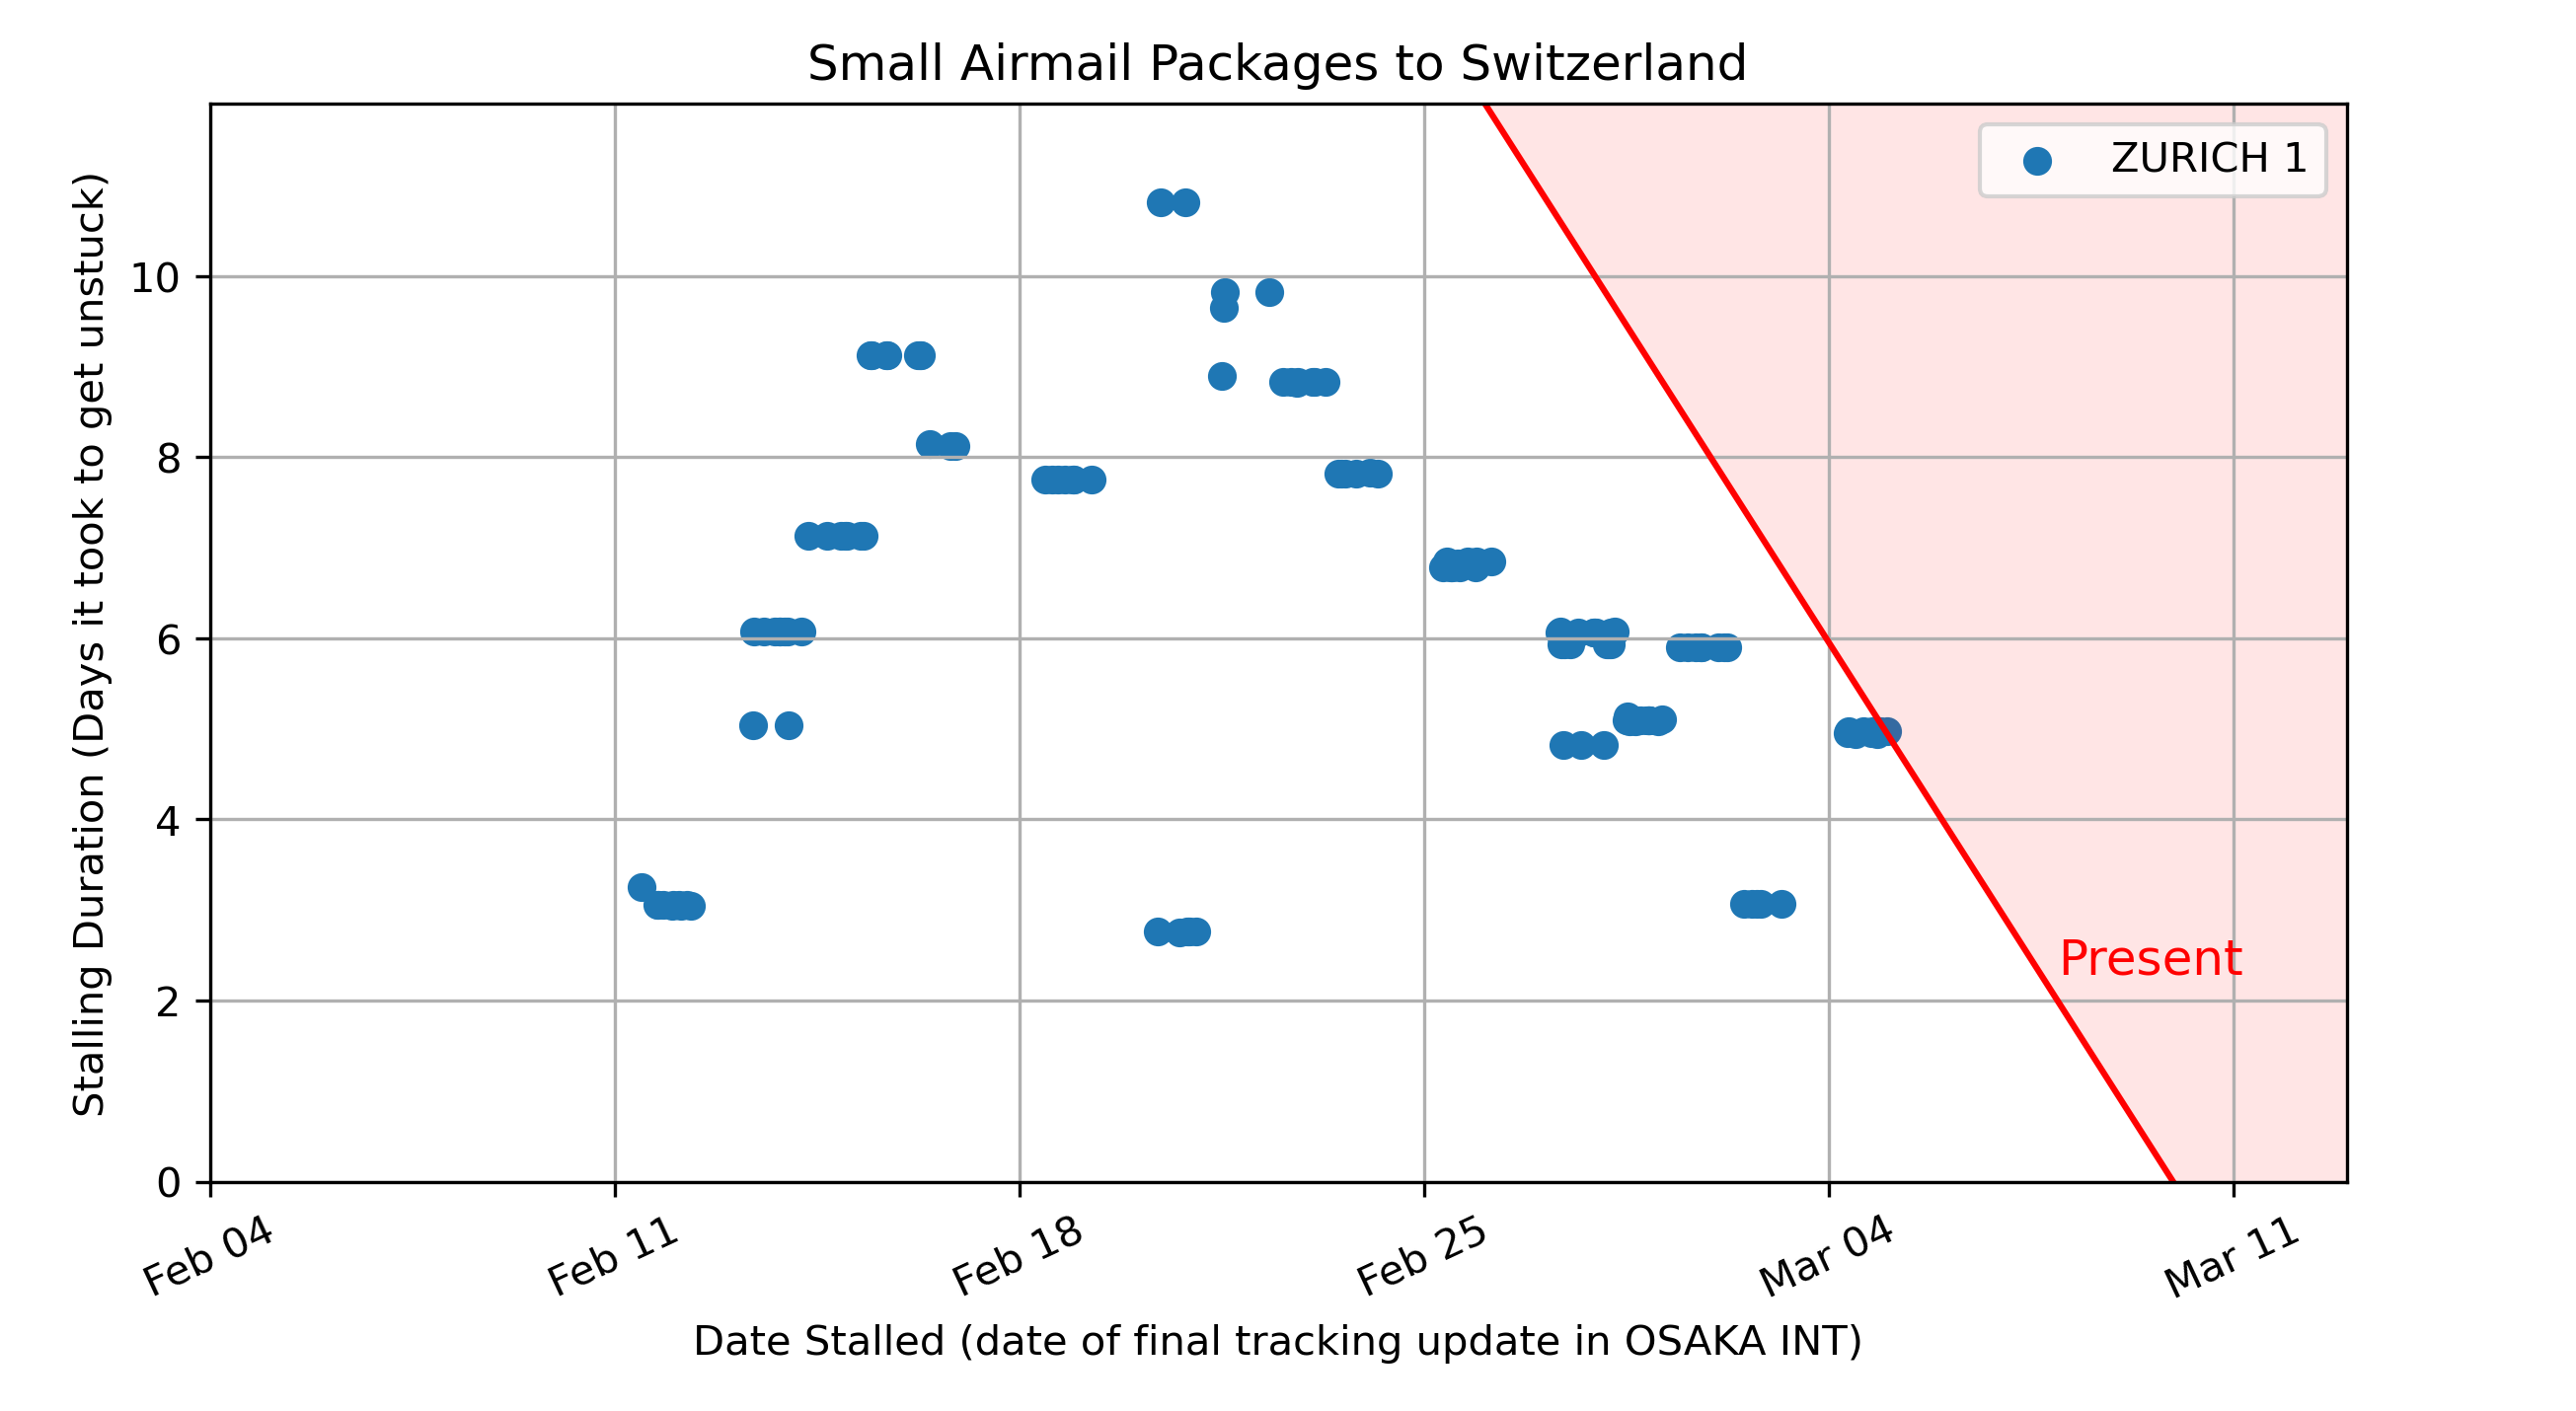 Small Airmail Packages to Switzerland
ZURICH 1
Stalling Duration (Days it took to get unstuck)
10
8
6
4
2
0
Present
Feb 04
Feb 11
Feb 18
Feb 25
Mar 04
Mar 11
Date Stalled (date of final tracking update in OSAKA INT)